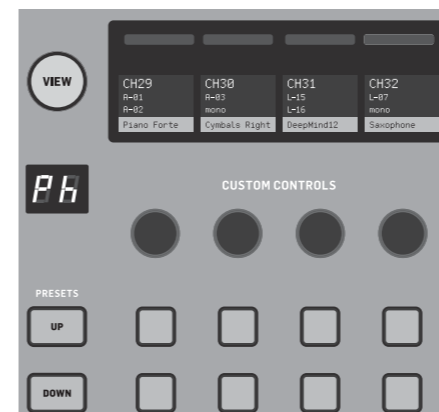 VIEW
CH29 CH30 CH31 CH32
A-01 A-03 L-15 L-07
A-02 mono L-16 mono
Piano Forte Cymbals Right DeepMind12 Saxophone
Ph
CUSTOM CONTROLS
PRESETS
UP
DOWN